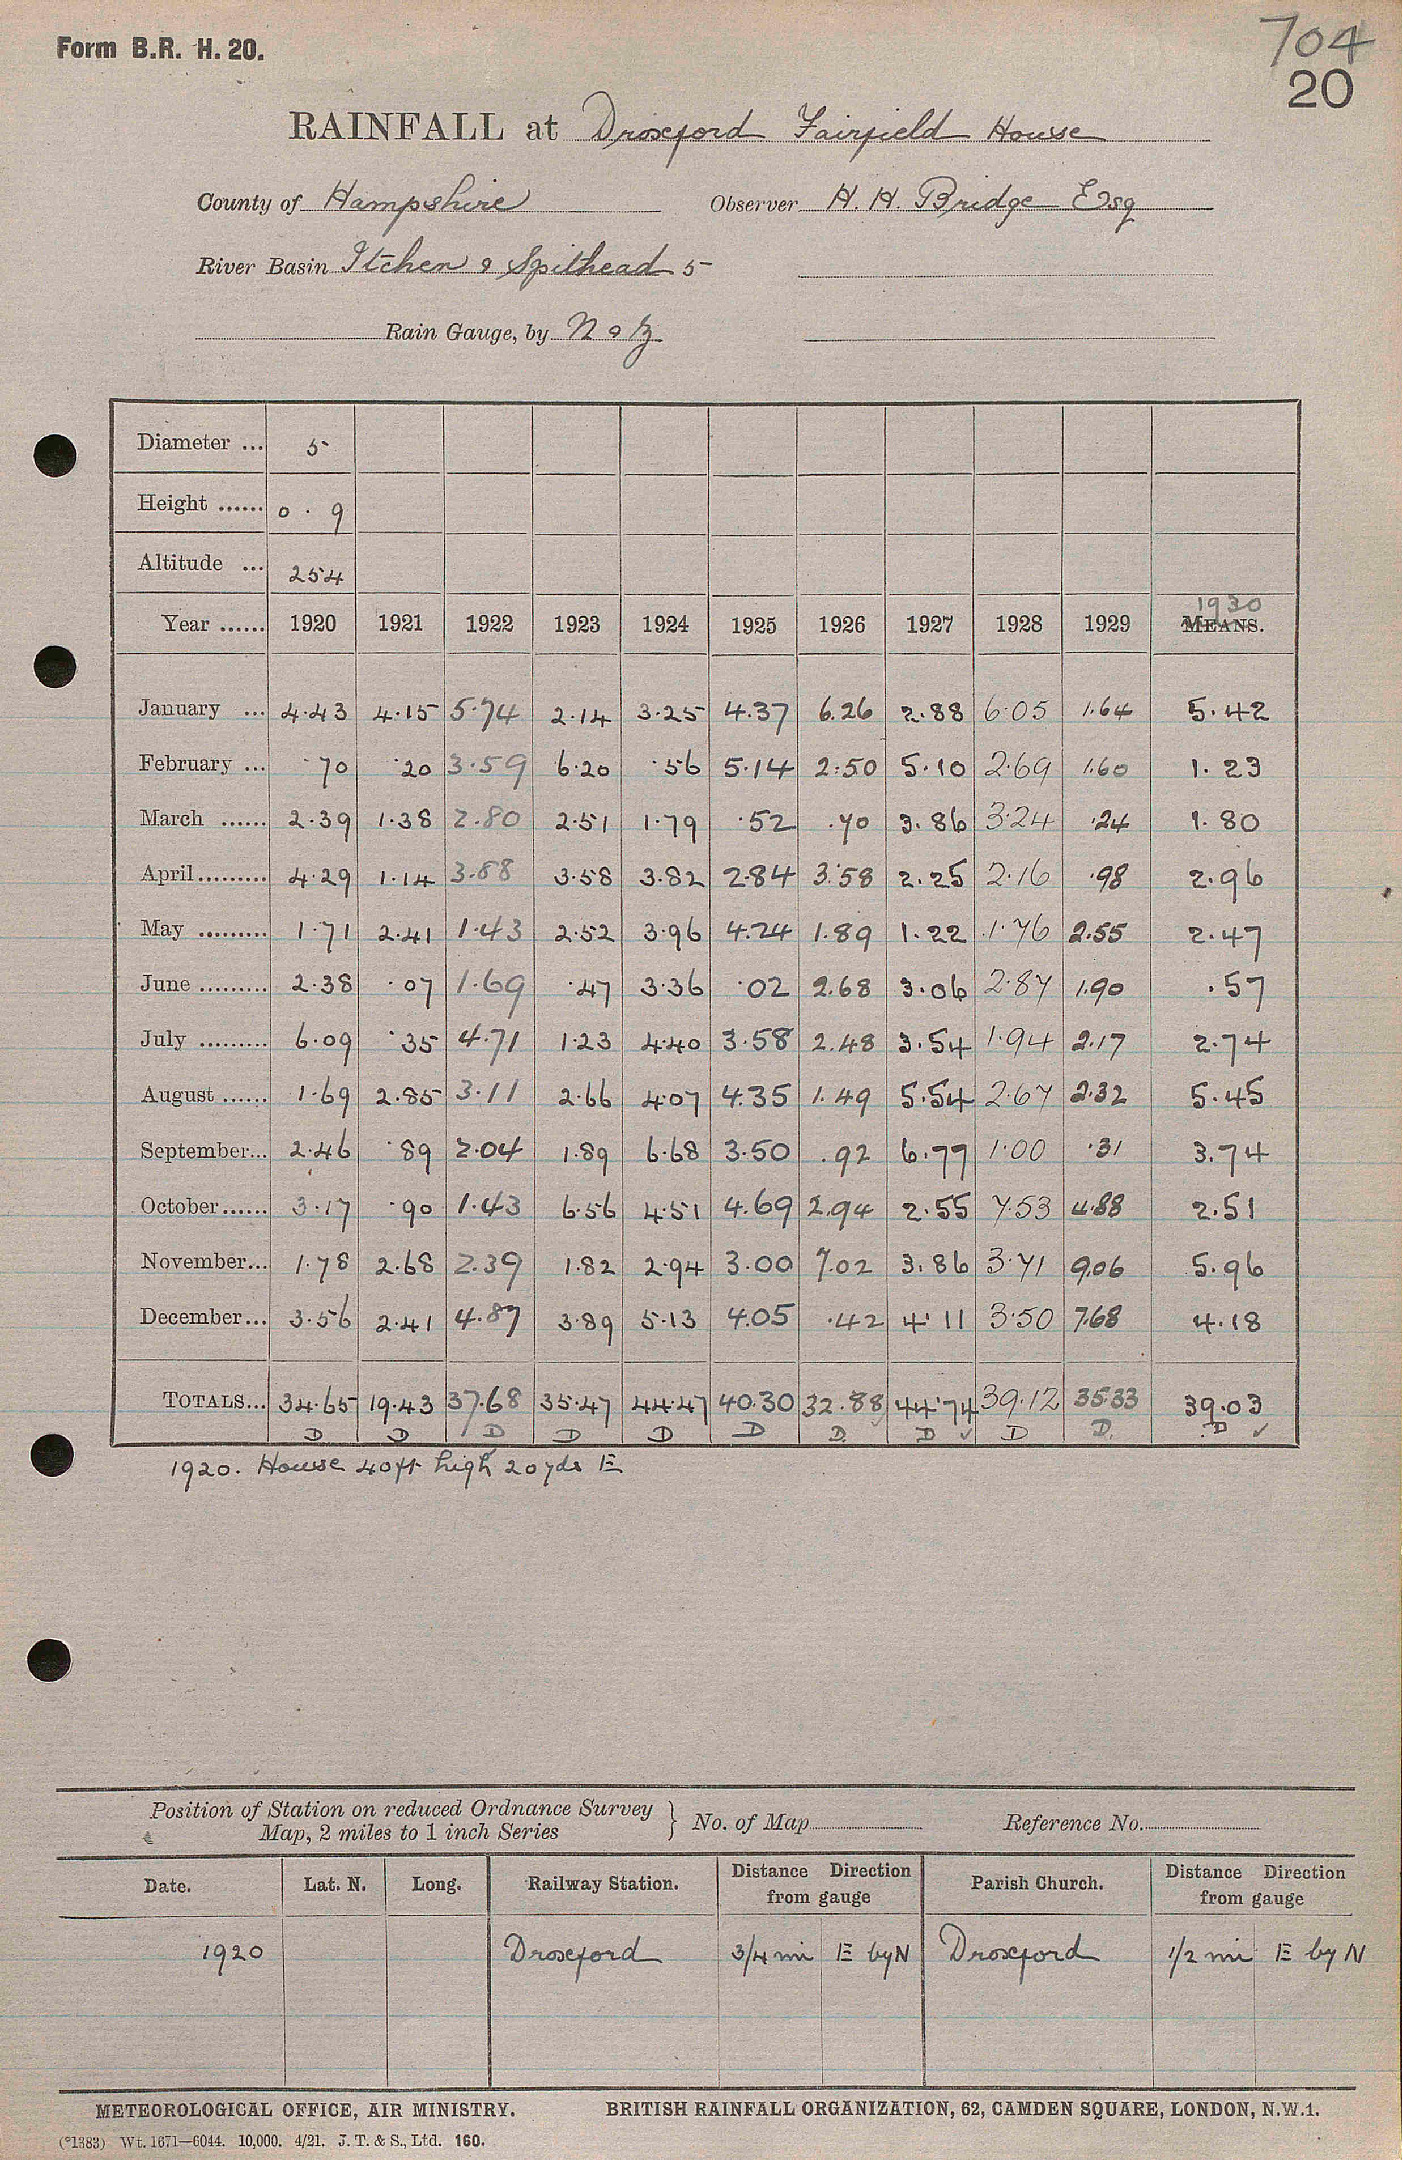 Form B.R. H. 20.
704
20
RAINFALL at Droxford Fairfield House
County of Hampshire Observer H. H. Bridge Esq
River Basin Itchen & Spithead 5
Rain Gauge, by N & Z
Diameter ... 5
Height ...... 0 . 9
Altitude ... 254
1930
Year ...... 1920 1921 1922 1923 1924 1925 1926 1927 1928 1929 MEANS.
January ... 4.43 4.15 5.74 2.14 3.25 4.37 6.26 2.88 6.05 1.64 5.42
February ... .70 .20 3.59 6.20 .56 5.14 2.50 5.10 2.69 1.60 1.23
March ...... 2.39 1.38 2.80 2.51 1.79 .52 .70 3.86 3.24 .24 1.80
April......... 4.29 1.14 3.88 3.58 3.82 2.84 3.58 2.25 2.16 .98 2.96
May ......... 1.71 2.41 1.43 2.52 3.96 4.24 1.89 1.22 1.76 2.55 2.47
June ......... 2.38 .07 1.69 .47 3.36 .02 2.68 3.06 2.87 1.90 .57
July ......... 6.09 .35 4.71 1.23 4.40 3.58 2.48 3.54 1.94 2.17 2.74
August ...... 1.69 2.85 3.11 2.66 4.07 4.35 1.49 5.54 2.67 2.32 5.45
September... 2.46 .89 2.04 1.89 6.68 3.50 .92 6.77 1.00 .31 3.74
October...... 3.17 .90 1.43 6.56 4.51 4.69 2.94 2.55 7.53 4.88 2.51
November... 1.78 2.68 2.39 1.82 2.94 3.00 7.02 3.86 3.71 9.06 5.96
December... 3.56 2.41 4.87 3.89 5.13 4.05 .42 4.11 3.50 7.68 4.18
TOTALS... 34.65 19.43 37.68 35.47 44.47 40.30 32.88 44.74 39.12 35.33 39.03
D D D D D D D. D ✓ D D. D ✓
1920. House 40ft high 20yds E
Position of Station on reduced Ordnance Survey
Map, 2 miles to 1 inch Series } No. of Map Reference No.
Date. Lat. N. Long. Railway Station. Distance Direction from gauge Parish Church. Distance Direction from gauge
1920 Droxford 3/4 mi E by N Droxford 1/2 mi E by N
METEOROLOGICAL OFFICE, AIR MINISTRY. BRITISH RAINFALL ORGANIZATION, 62, CAMDEN SQUARE, LONDON, N.W.1.
(*1383) Wt. 1671—6044. 10,000. 4/21. J. T. & S., Ltd. 160.